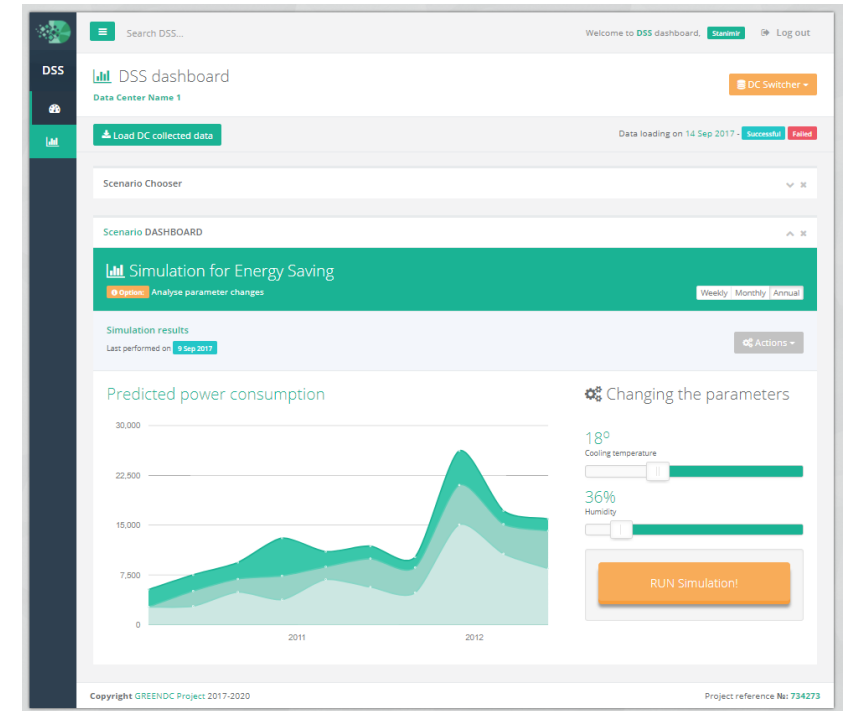 Search DSS...
Welcome to DSS dashboard, Stanimir Log out
DSS
DSS dashboard
Data Center Name 1
DC Switcher
Load DC collected data
Data loading on 14 Sep 2017 - Successful Failed
Scenario Chooser
Scenario DASHBOARD
Simulation for Energy Saving
Option: Analyse parameter changes
Weekly Monthly Annual
Simulation results
Last performed on 9 Sep 2017
Actions
Predicted power consumption
30,000
22,500
15,000
7,500
0
2011
2012
Changing the parameters
18º
Cooling temperature
36%
Humidity
RUN Simulation!
Copyright GREENDC Project 2017-2020
Project reference №: 734273